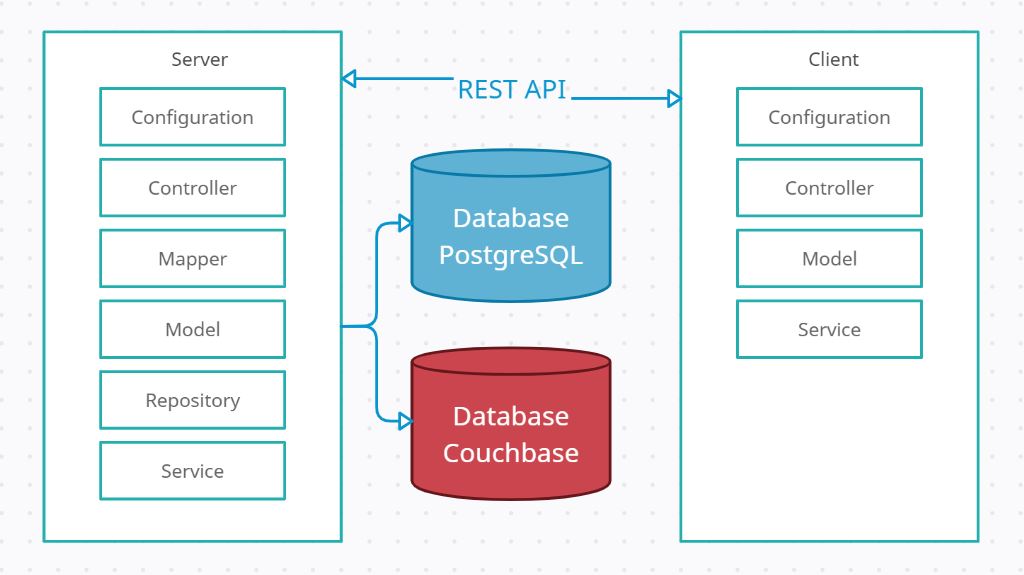 Server
Configuration
Controller
Mapper
Model
Repository
Service
REST API
Database
PostgreSQL
Database
Couchbase
Client
Configuration
Controller
Model
Service